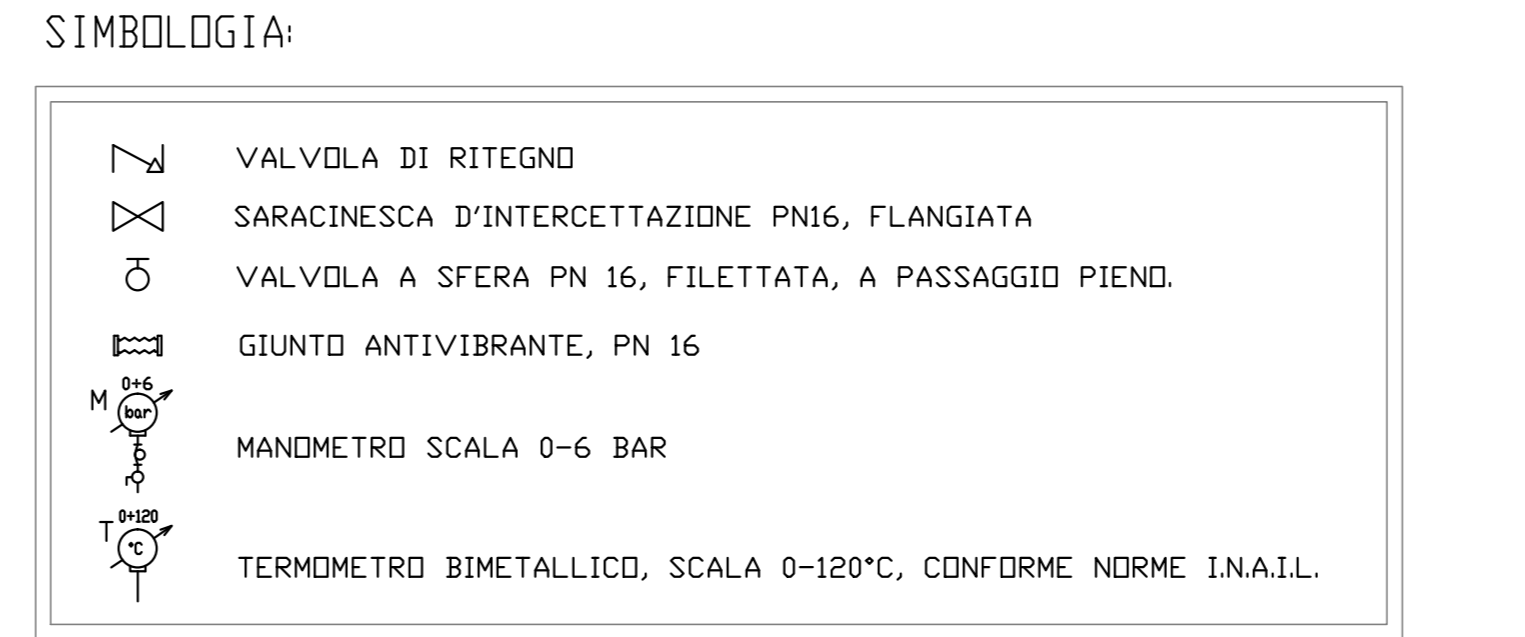 SIMBOLOGIA:
VALVOLA DI RITEGNO
SARACINESCA D'INTERCETTAZIONE PN16, FLANGIATA
VALVOLA A SFERA PN 16, FILETTATA, A PASSAGGIO PIENO.
GIUNTO ANTIVIBRANTE, PN 16
0+6
M
bar
MANOMETRO SCALA 0-6 BAR
0+120
T
°C
TERMOMETRO BIMETALLICO, SCALA 0-120°C, CONFORME NORME I.N.A.I.L.